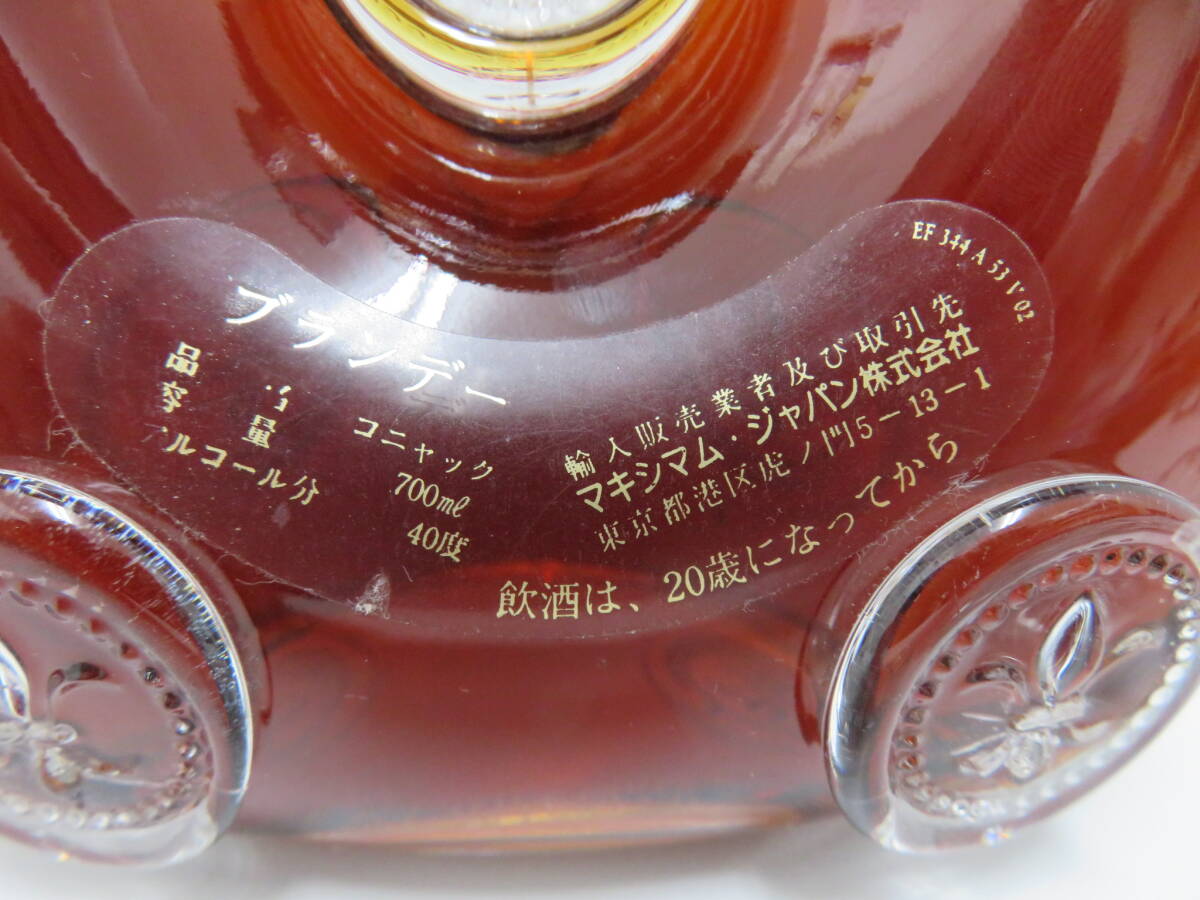 ブランデー
品 コニャック
容量 700ml
ルコール分 40度
輸入販売業者及び取引先
マキシマム・ジャパン株式会社
東京都港区虎ノ門5-13-1
飲酒は、20歳になってから
EF 344 A 53 V 02